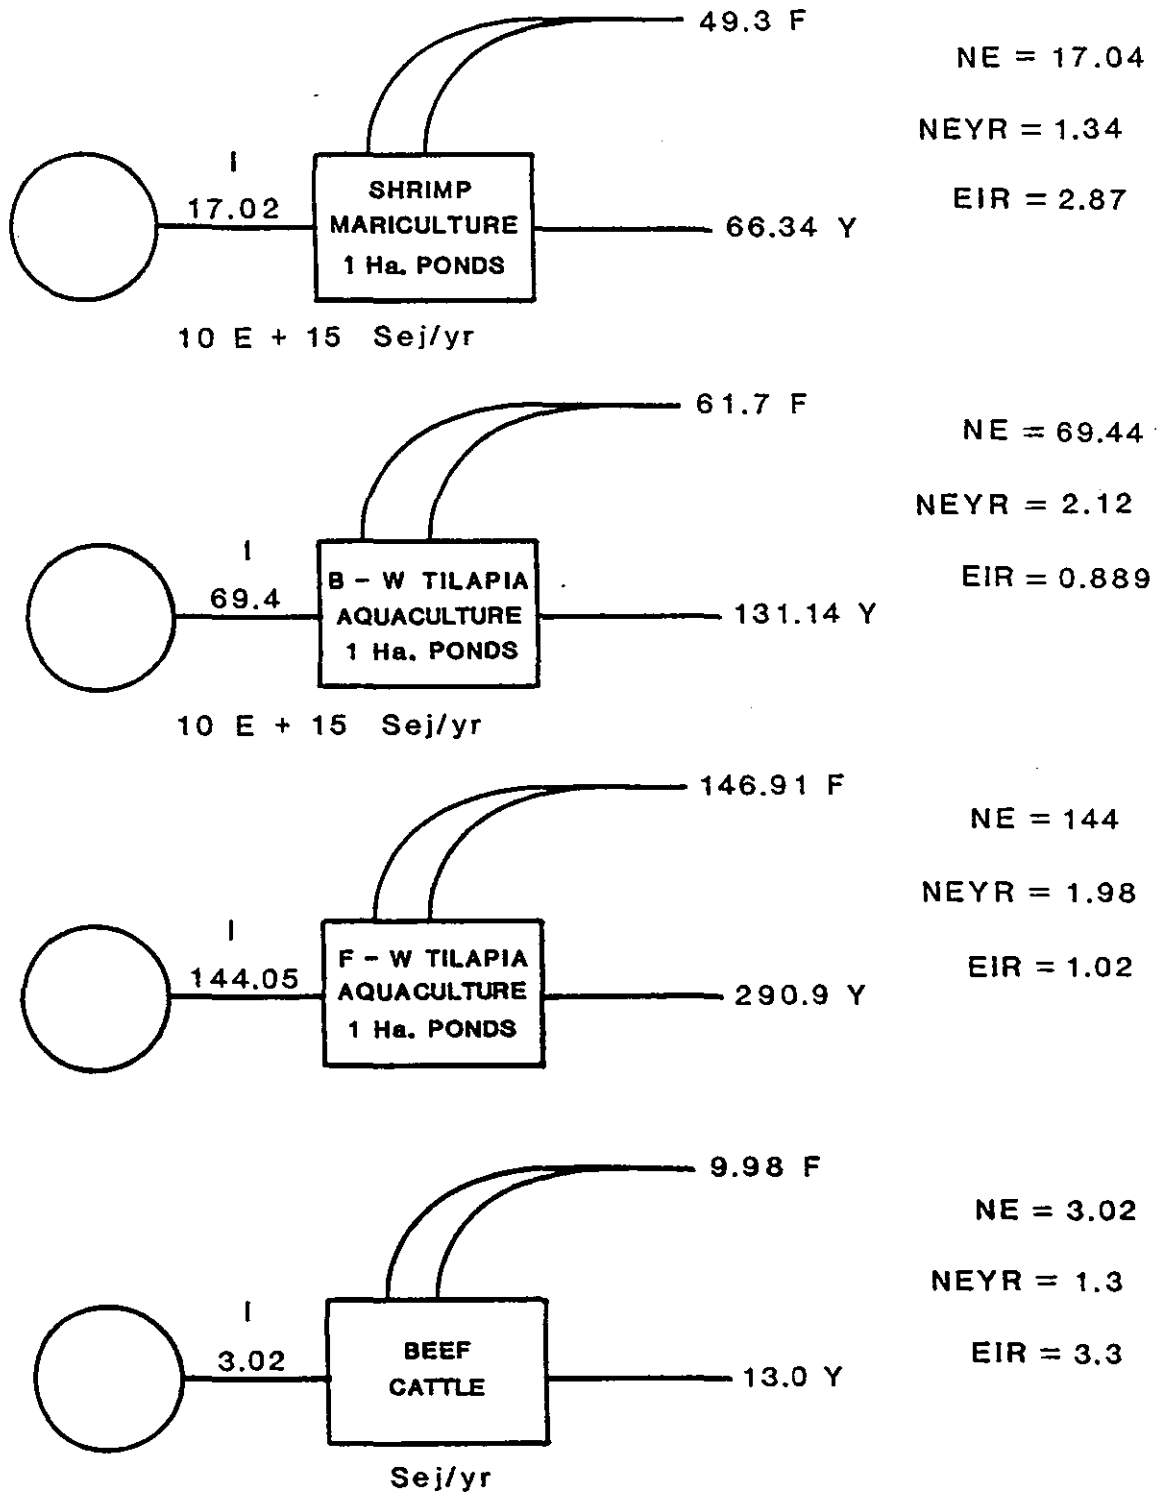 49.3 F
NE = 17.04
NEYR = 1.34
EIR = 2.87
I
17.02
SHRIMP
MARICULTURE
1 Ha. PONDS
66.34 Y
10 E + 15 Sej/yr
61.7 F
NE = 69.44
NEYR = 2.12
EIR = 0.889
I
69.4
B - W TILAPIA
AQUACULTURE
1 Ha. PONDS
131.14 Y
10 E + 15 Sej/yr
146.91 F
NE = 144
NEYR = 1.98
EIR = 1.02
I
144.05
F - W TILAPIA
AQUACULTURE
1 Ha. PONDS
290.9 Y
9.98 F
NE = 3.02
NEYR = 1.3
EIR = 3.3
I
3.02
BEEF
CATTLE
13.0 Y
Sej/yr